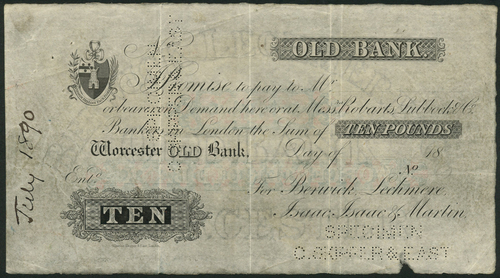 OLD BANK
No
I Promise to pay to Mr
or bearer, on Demand here or at Messrs Robarts, Lubbock & Co.
Bankers in London the Sum of TEN POUNDS
Worcester OLD Bank, Day of 18
No
Entd
For Berwick, Lechmere,
Isaac, Isaac & Martin.
TEN
SPECIMEN
C. SKIPPER & EAST
July 1890